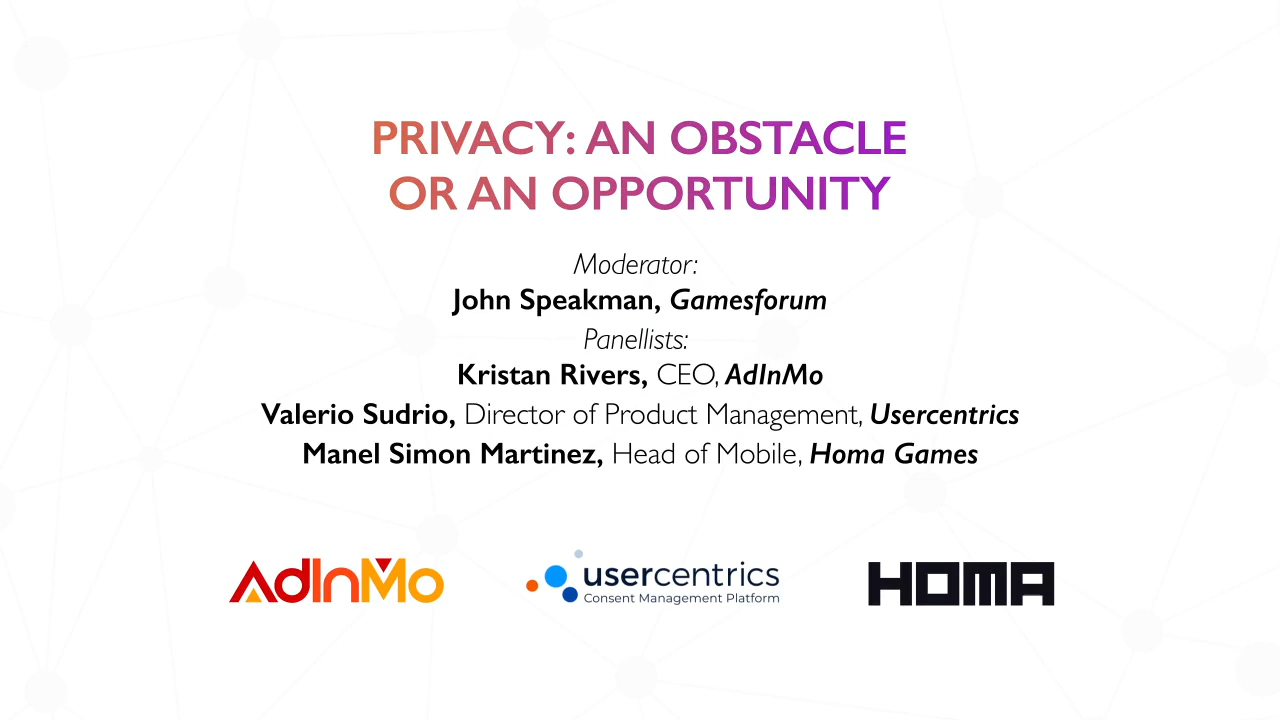 PRIVACY: AN OBSTACLE
OR AN OPPORTUNITY
Moderator:
John Speakman, Gamesforum
Panellists:
Kristan Rivers, CEO, AdInMo
Valerio Sudrio, Director of Product Management, Usercentrics
Manel Simon Martinez, Head of Mobile, Homa Games
AdInMo
usercentrics
Consent Management Platform
HOMA